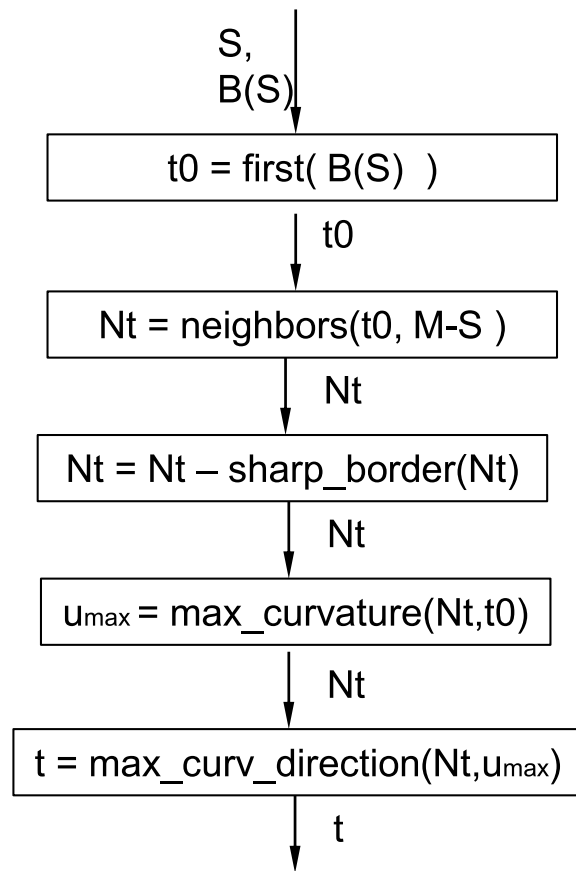 S,
B(S)
t0 = first( B(S) )
t0
Nt = neighbors(t0, M-S )
Nt
Nt = Nt – sharp_border(Nt)
Nt
umax = max_curvature(Nt,t0)
Nt
t = max_curv_direction(Nt,umax)
t